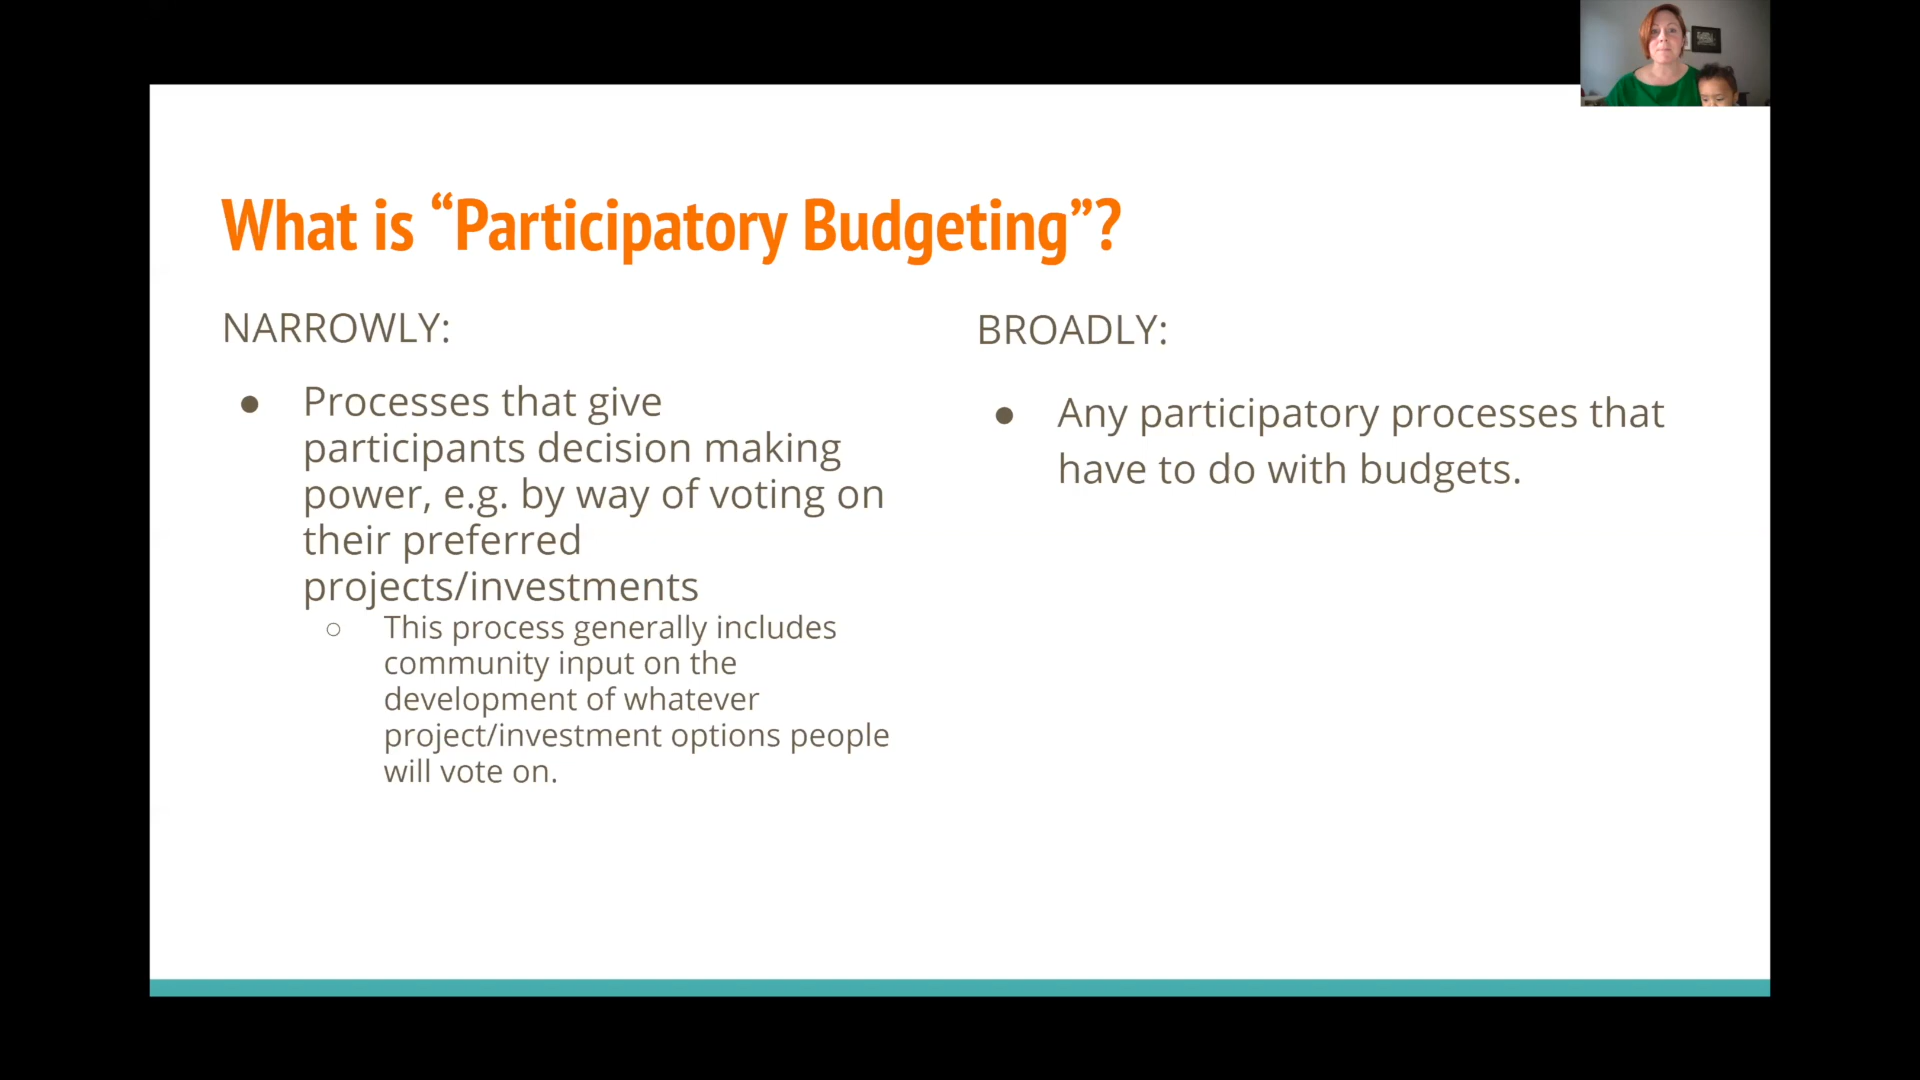 What is “Participatory Budgeting”?
NARROWLY:
● Processes that give
participants decision making
power, e.g. by way of voting on
their preferred
projects/investments
○ This process generally includes
community input on the
development of whatever
project/investment options people
will vote on.
BROADLY:
● Any participatory processes that
have to do with budgets.